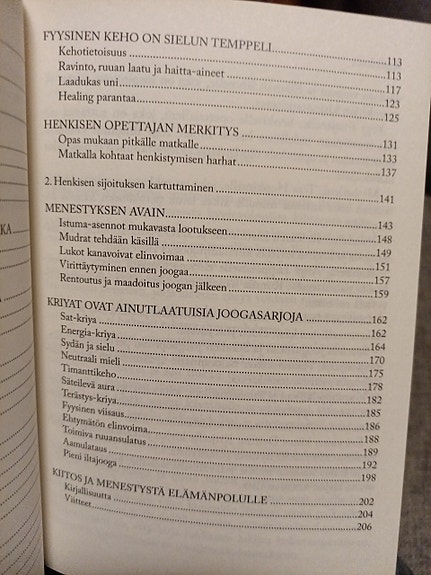 FYYSINEN KEHO ON SIELUN TEMPPELI.....113
Kehotietoisuus.....113
Ravinto, ruuan laatu ja haitta-aineet.....117
Laadukas uni.....123
Healing parantaa.....125
HENKISEN OPETTAJAN MERKITYS.....131
Opas mukaan pitkälle matkalle.....133
Matkalla kohtaat henkistymisen harhat.....137
2. Henkisen sijoituksen kartuttaminen.....141
MENESTYKSEN AVAIN.....143
Istuma-asennot mukavasta lootukseen.....148
Mudrat tehdään käsillä.....149
Lukot kanavoivat elinvoimaa.....151
Virittäytyminen ennen joogaa.....157
Rentoutus ja maadoitus joogan jälkeen.....159
KRIYAT OVAT AINUTLAATUISIA JOOGASARJOJA.....162
Sat-kriya.....162
Energia-kriya.....164
Sydän ja sielu.....170
Neutraali mieli.....175
Timanttikeho.....178
Säteilevä aura.....182
Terästys-kriya.....185
Fyysinen viisaus.....186
Ehtymätön elinvoima.....188
Toimiva ruuansulatus.....189
Aamulataus.....192
Pieni iltajooga.....198
KIITOS JA MENESTYSTÄ ELÄMÄNPOLULLE.....202
Kirjallisuutta.....204
Viitteet.....206